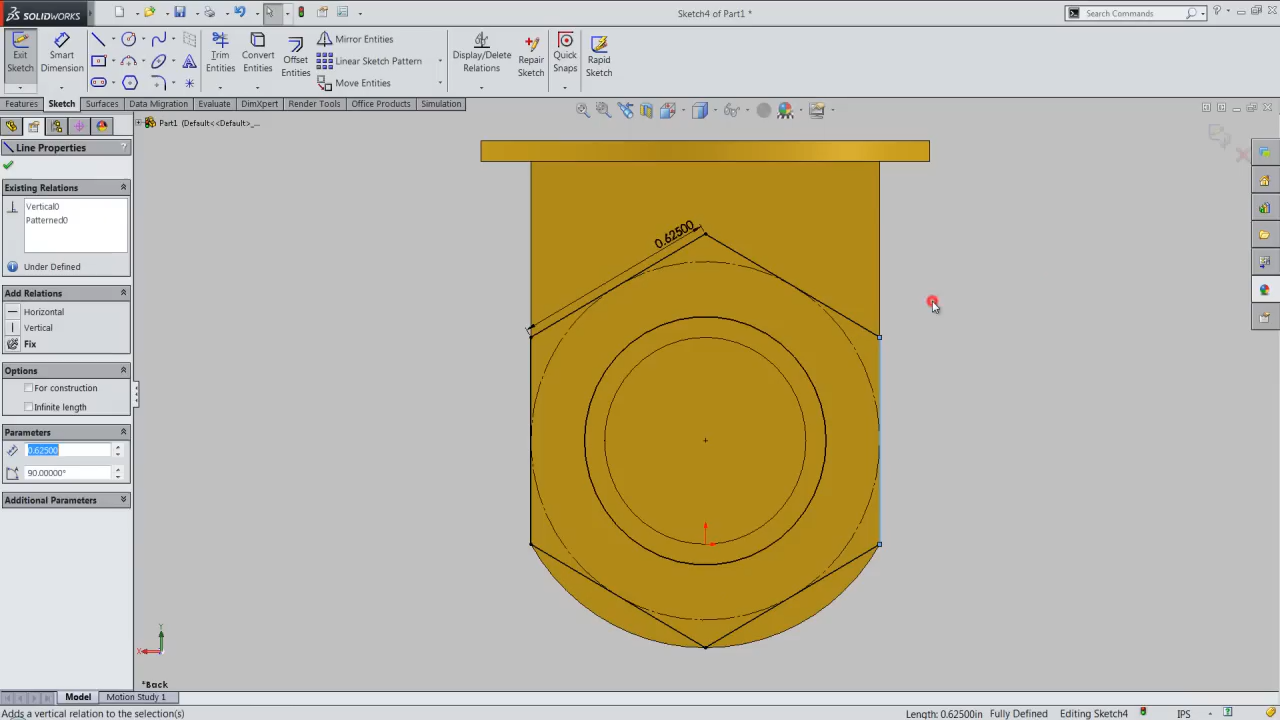 SOLIDWORKS
Sketch4 of Part1 *
Search Commands
Exit Sketch
Smart Dimension
Trim Entities
Convert Entities
Offset Entities
Mirror Entities
Linear Sketch Pattern
Move Entities
Display/Delete Relations
Repair Sketch
Quick Snaps
Rapid Sketch
Features Sketch Surfaces Data Migration Evaluate DimXpert Render Tools Office Products Simulation
Part1 (Default<<Default>_...
Line Properties ?
Existing Relations
Vertical0
Patterned0
Under Defined
Add Relations
Horizontal
Vertical
Fix
Options
For construction
Infinite length
Parameters
0.62500
90.00000°
Additional Parameters
0.62500
Y
X
*Back
Model Motion Study 1
Adds a vertical relation to the selection(s) Length: 0.62500in Fully Defined Editing Sketch4 IPS